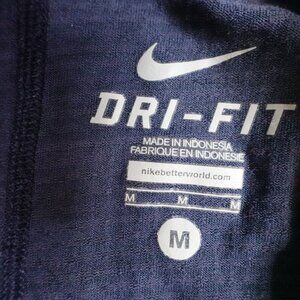 DRI-FIT
MADE IN INDONESIA
FABRIQUE EN INDONESIE
nikebetterworld.com
M M M
M